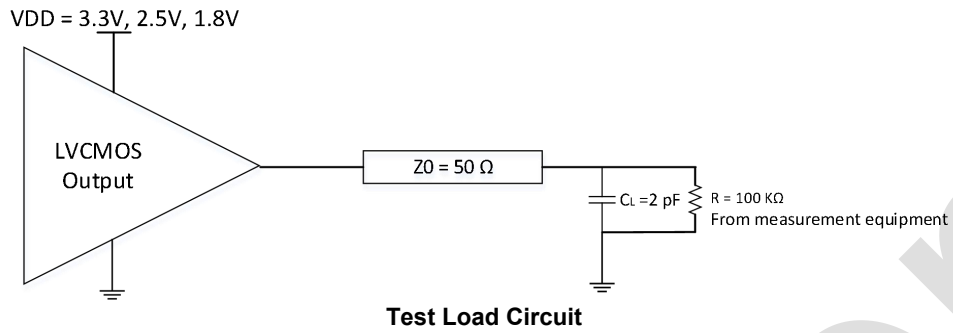 VDD = 3.3V, 2.5V, 1.8V
LVCMOS
Output
Z0 = 50 Ω
CL =2 pF
R = 100 KΩ
From measurement equipment
Test Load Circuit